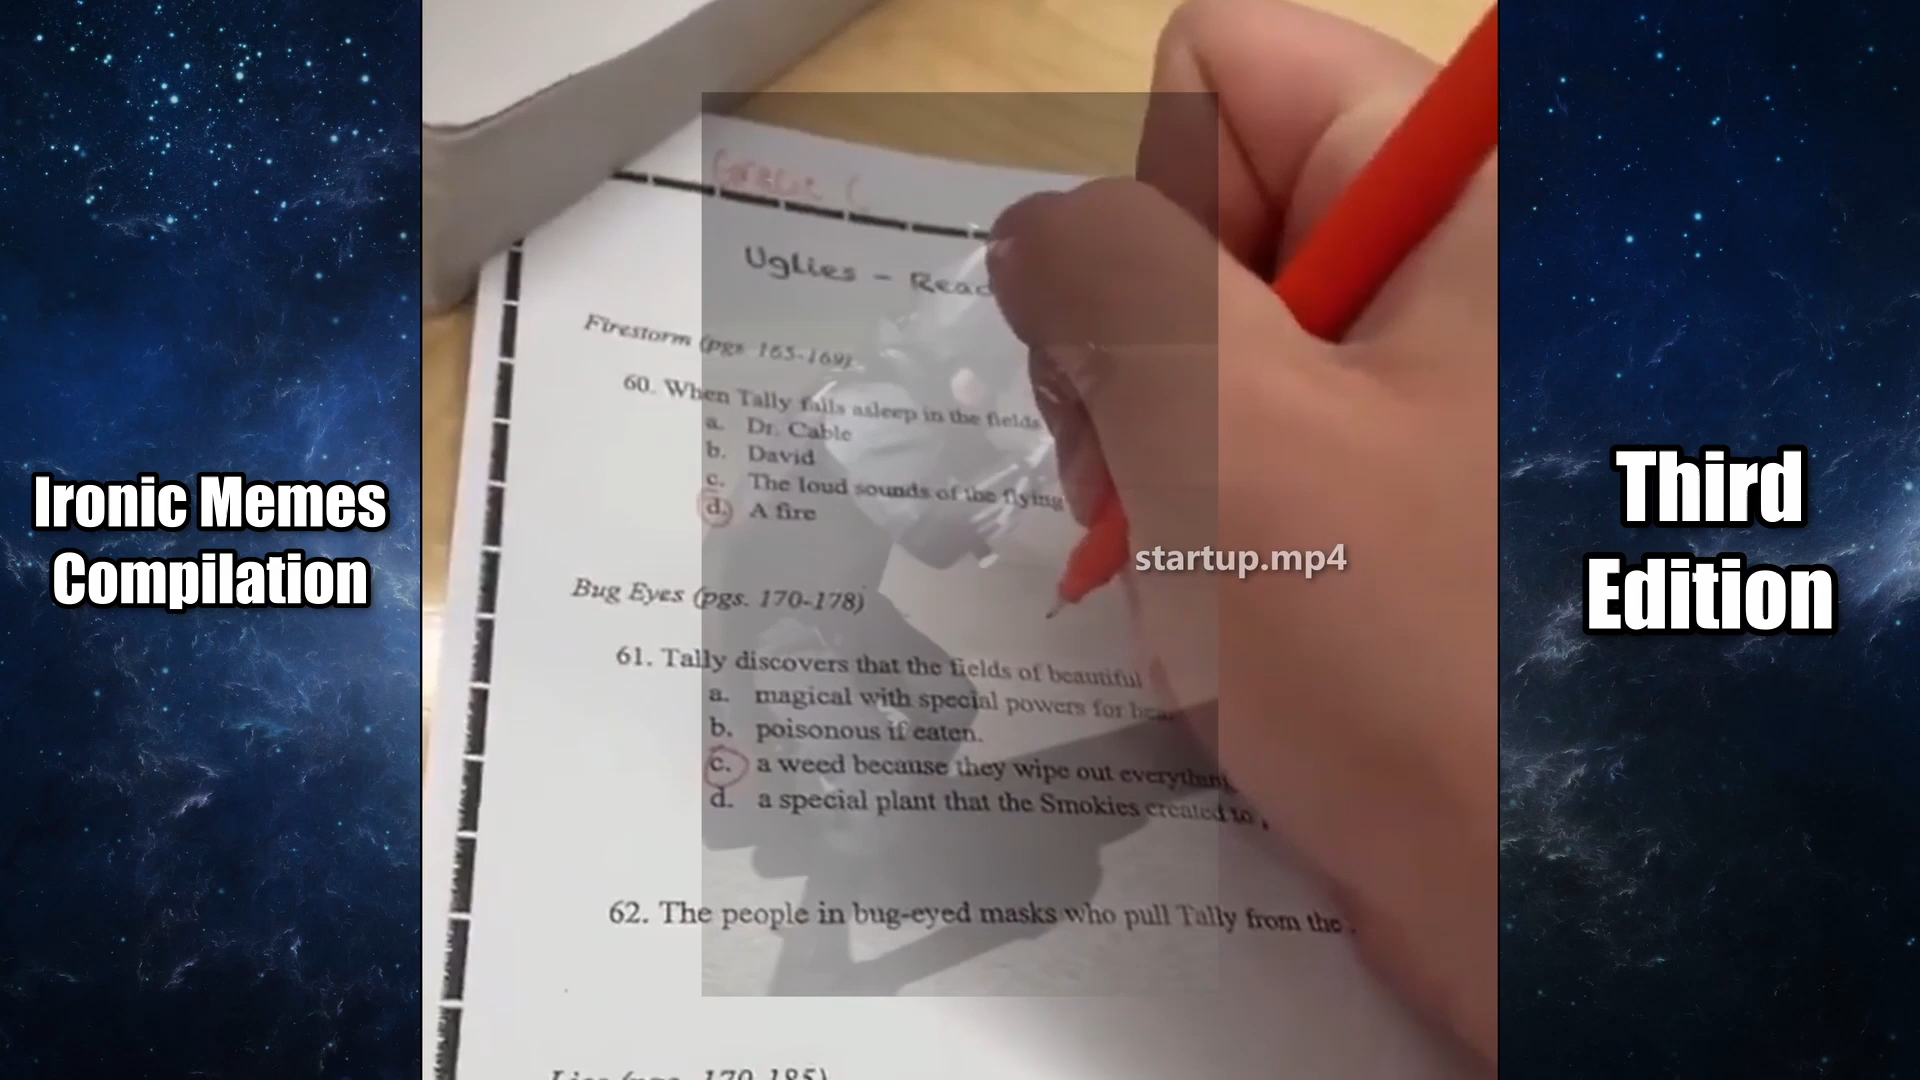 Ironic Memes
Compilation
Third
Edition
startup.mp4
Gracie C
Uglies - Read
Firestorm (pgs 165-169)
60. When Tally falls asleep in the fields
a. Dr. Cable
b. David
c. The loud sounds of the flying
d. A fire
Bug Eyes (pgs. 170-178)
61. Tally discovers that the fields of beautiful
a. magical with special powers for
b. poisonous if eaten.
c. a weed because they wipe out
d. a special plant that the Smokies created to
62. The people in bug-eyed masks who pull Tally from the